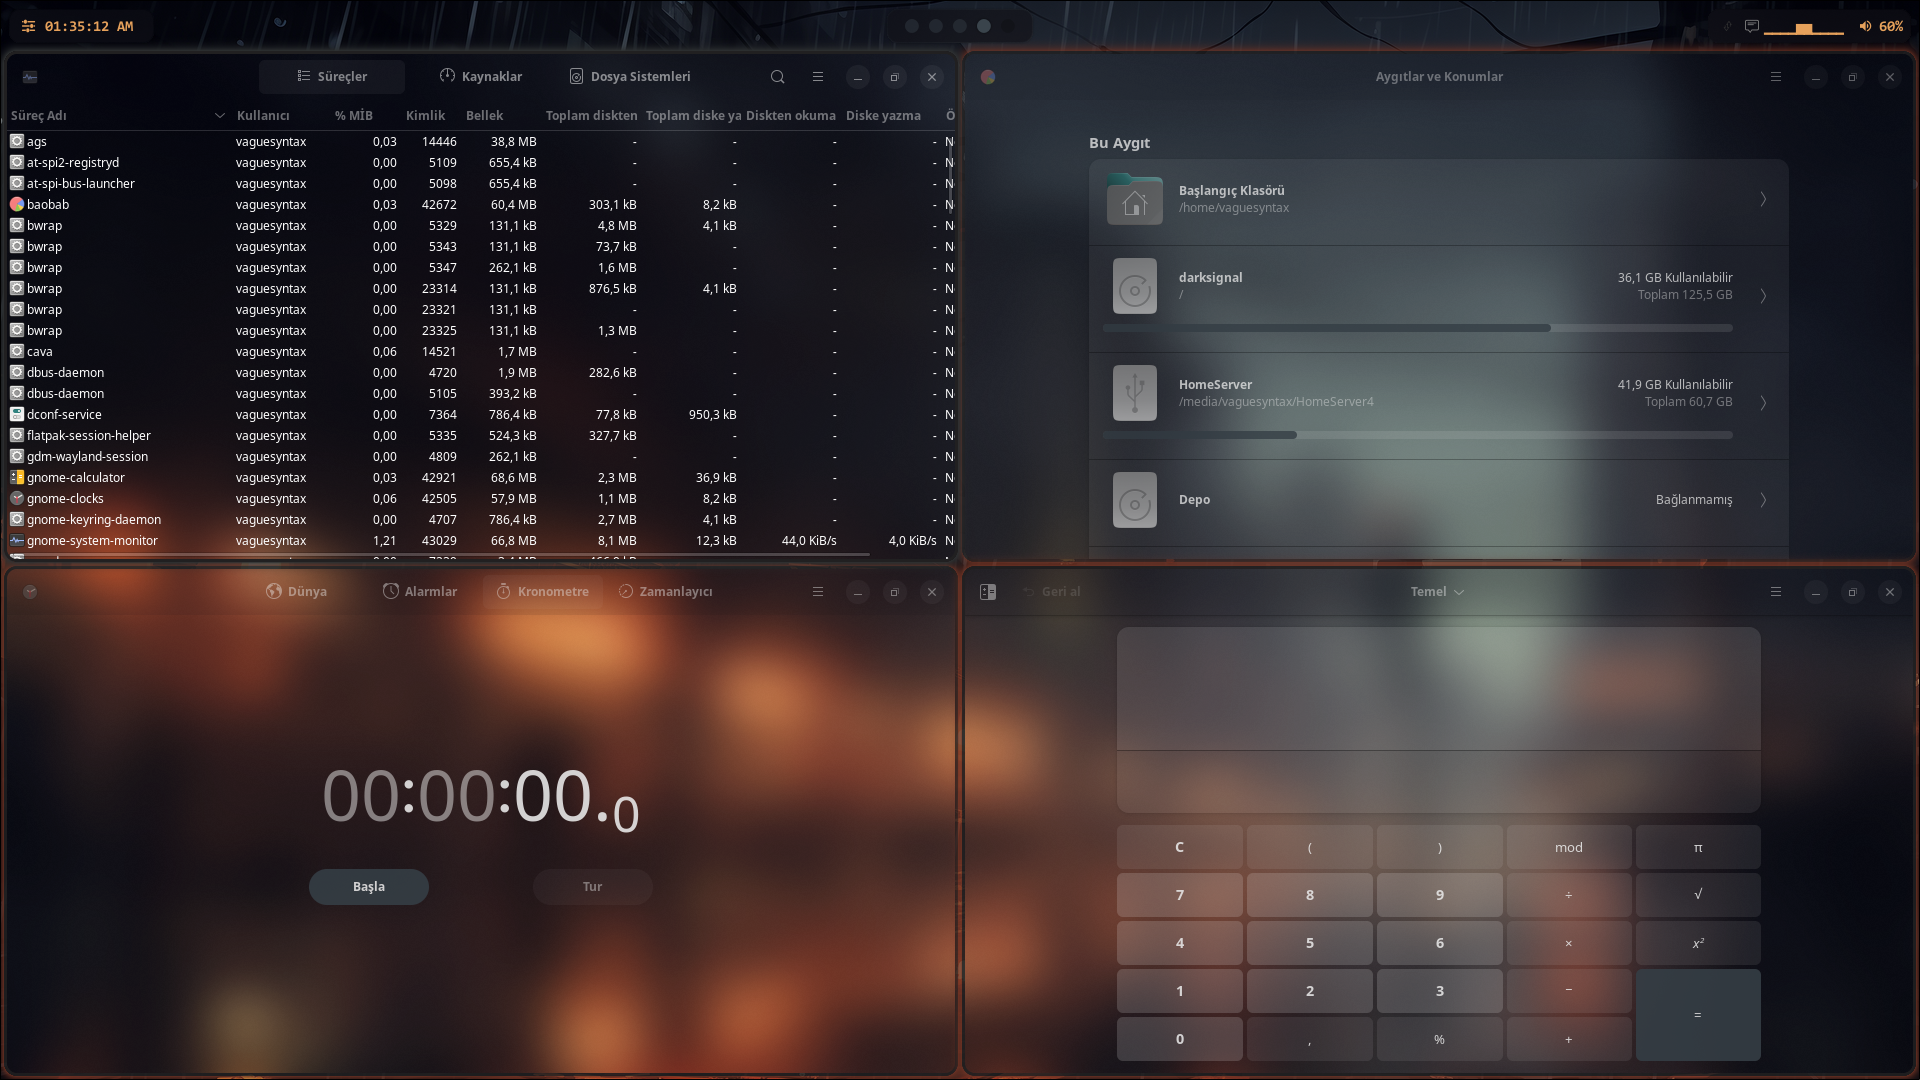 01:35:12 AM
60%
Süreçler Kaynaklar Dosya Sistemleri
Süreç Adı Kullanıcı % MİB Kimlik Bellek Toplam diskten Toplam diske ya Diskten okuma Diske yazma Ö
ags vaguesyntax 0,03 14446 38,8 MB - - - - N
at-spi2-registryd vaguesyntax 0,00 5109 655,4 kB - - - - N
at-spi-bus-launcher vaguesyntax 0,00 5098 655,4 kB - - - - N
baobab vaguesyntax 0,03 42672 60,4 MB 303,1 kB 8,2 kB - - N
bwrap vaguesyntax 0,00 5329 131,1 kB 4,8 MB 4,1 kB - - N
bwrap vaguesyntax 0,00 5343 131,1 kB 73,7 kB - - - N
bwrap vaguesyntax 0,00 5347 262,1 kB 1,6 MB - - - N
bwrap vaguesyntax 0,00 23314 131,1 kB 876,5 kB 4,1 kB - - N
bwrap vaguesyntax 0,00 23321 131,1 kB - - - - N
bwrap vaguesyntax 0,00 23325 131,1 kB 1,3 MB - - - N
cava vaguesyntax 0,06 14521 1,7 MB - - - - N
dbus-daemon vaguesyntax 0,00 4720 1,9 MB 282,6 kB - - - N
dbus-daemon vaguesyntax 0,00 5105 393,2 kB - - - - N
dconf-service vaguesyntax 0,00 7364 786,4 kB 77,8 kB 950,3 kB - - N
flatpak-session-helper vaguesyntax 0,00 5335 524,3 kB 327,7 kB - - - N
gdm-wayland-session vaguesyntax 0,00 4809 262,1 kB - - - - N
gnome-calculator vaguesyntax 0,03 42921 68,6 MB 2,3 MB 36,9 kB - - N
gnome-clocks vaguesyntax 0,06 42505 57,9 MB 1,1 MB 8,2 kB - - N
gnome-keyring-daemon vaguesyntax 0,00 4707 786,4 kB 2,7 MB 4,1 kB - - N
gnome-system-monitor vaguesyntax 1,21 43029 66,8 MB 8,1 MB 12,3 kB 44,0 KiB/s 4,0 KiB/s N
Aygıtlar ve Konumlar
Bu Aygıt
Başlangıç Klasörü
/home/vaguesyntax
darksignal 36,1 GB Kullanılabilir
/ Toplam 125,5 GB
HomeServer 41,9 GB Kullanılabilir
/media/vaguesyntax/HomeServer4 Toplam 60,7 GB
Depo Bağlanmamış
Dünya Alarmlar Kronometre Zamanlayıcı
00:00:00.0
Başla Tur
Geri al Temel
C ( ) mod π
7 8 9 ÷ √
4 5 6 × x²
1 2 3 −
=
0 , % +